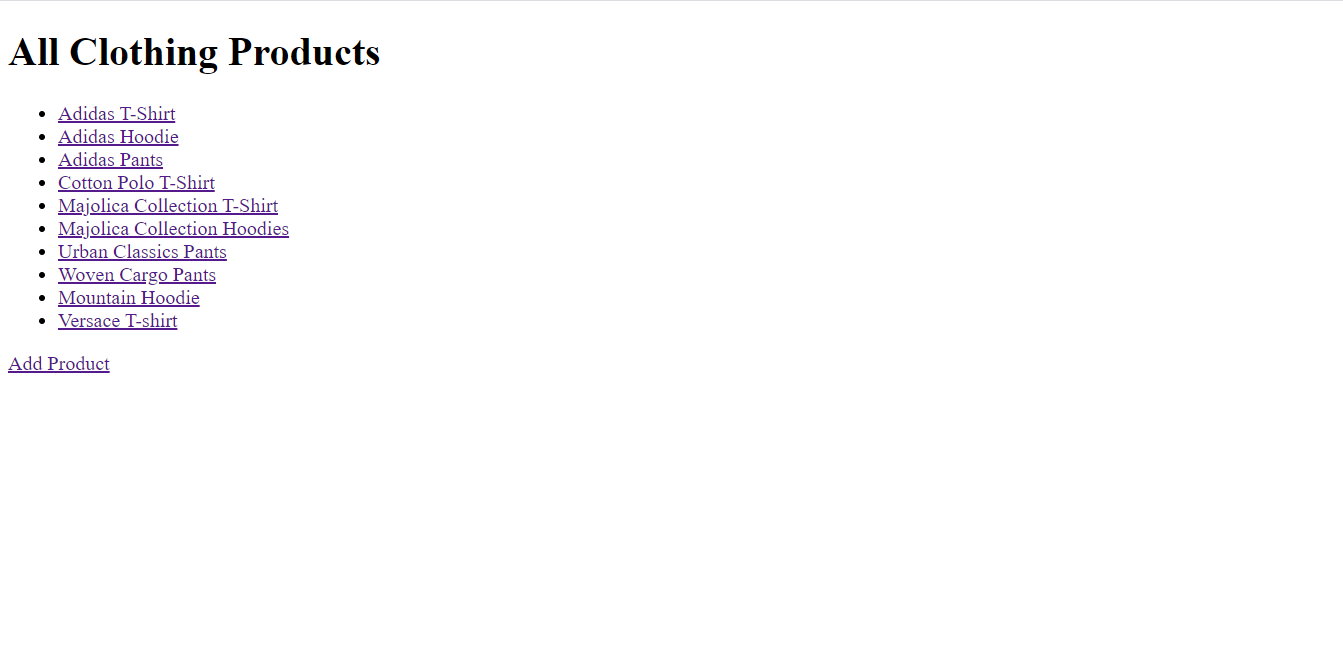 All Clothing Products
Adidas T-Shirt
Adidas Hoodie
Adidas Pants
Cotton Polo T-Shirt
Majolica Collection T-Shirt
Majolica Collection Hoodies
Urban Classics Pants
Woven Cargo Pants
Mountain Hoodie
Versace T-shirt
Add Product